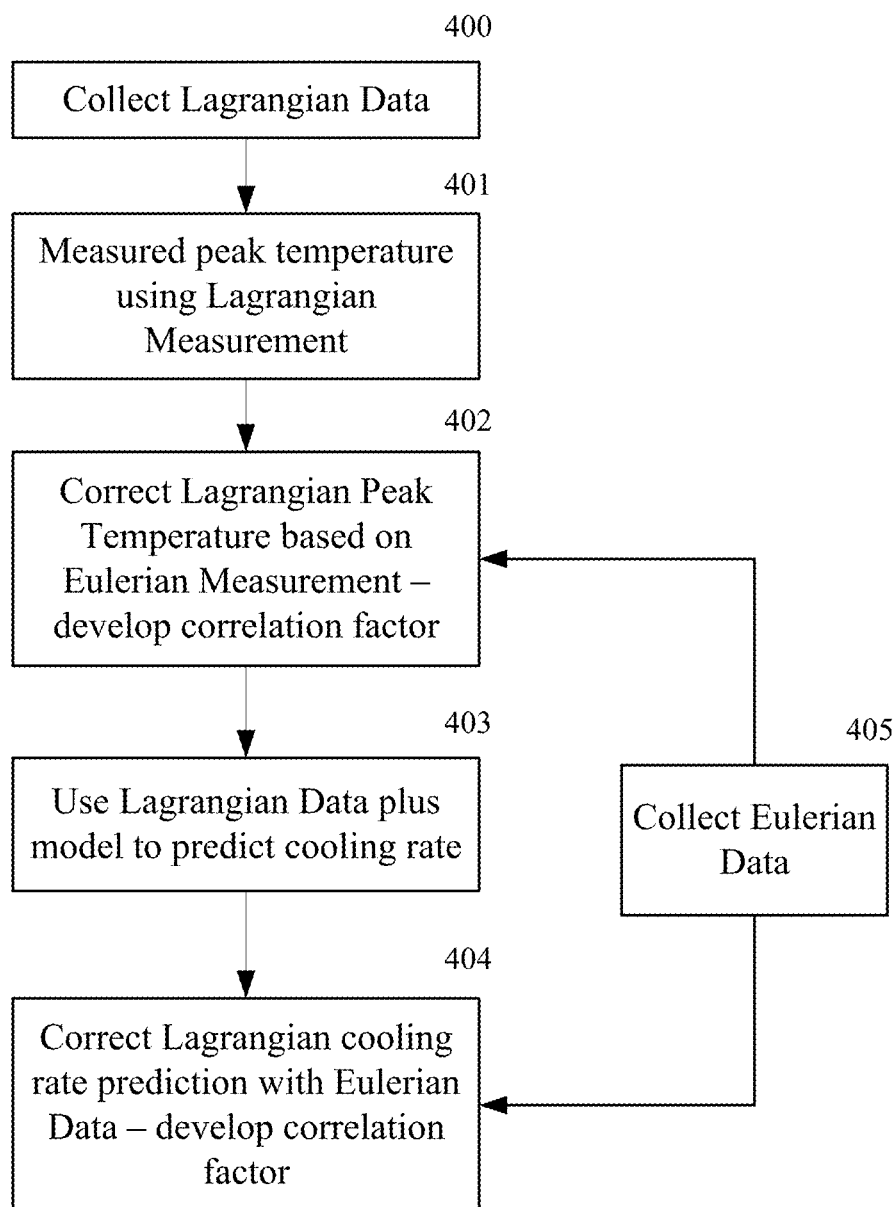 400
Collect Lagrangian Data
401
Measured peak temperature
using Lagrangian
Measurement
402
Correct Lagrangian Peak
Temperature based on
Eulerian Measurement –
develop correlation factor
403
Use Lagrangian Data plus
model to predict cooling rate
405
Collect Eulerian
Data
404
Correct Lagrangian cooling
rate prediction with Eulerian
Data – develop correlation
factor